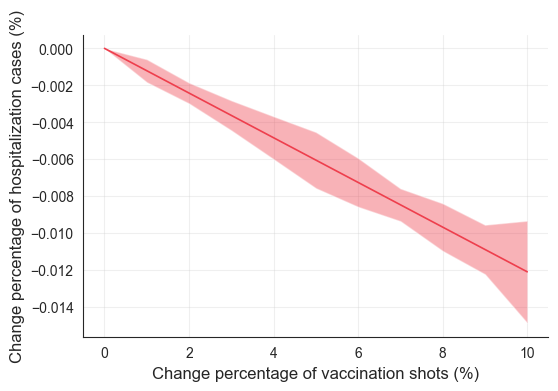 Change percentage of hospitalization cases (%)
0.000
−0.002
−0.004
−0.006
−0.008
−0.010
−0.012
−0.014
0 2 4 6 8 10
Change percentage of vaccination shots (%)